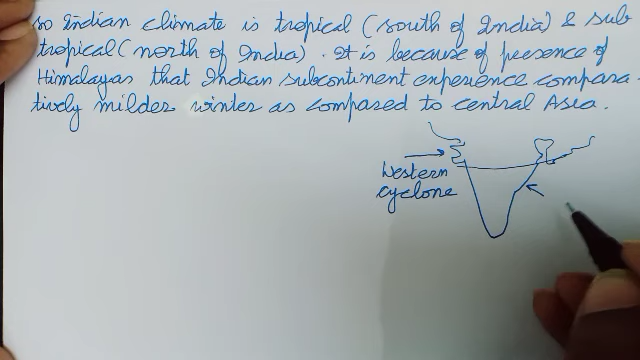 so Indian climate is tropical (south of India) & sub
tropical (north of India). It is because of presence of
Himalayas that Indian subcontinent experience compara-
tively milder winter as compared to central Asia.
Western
cyclone